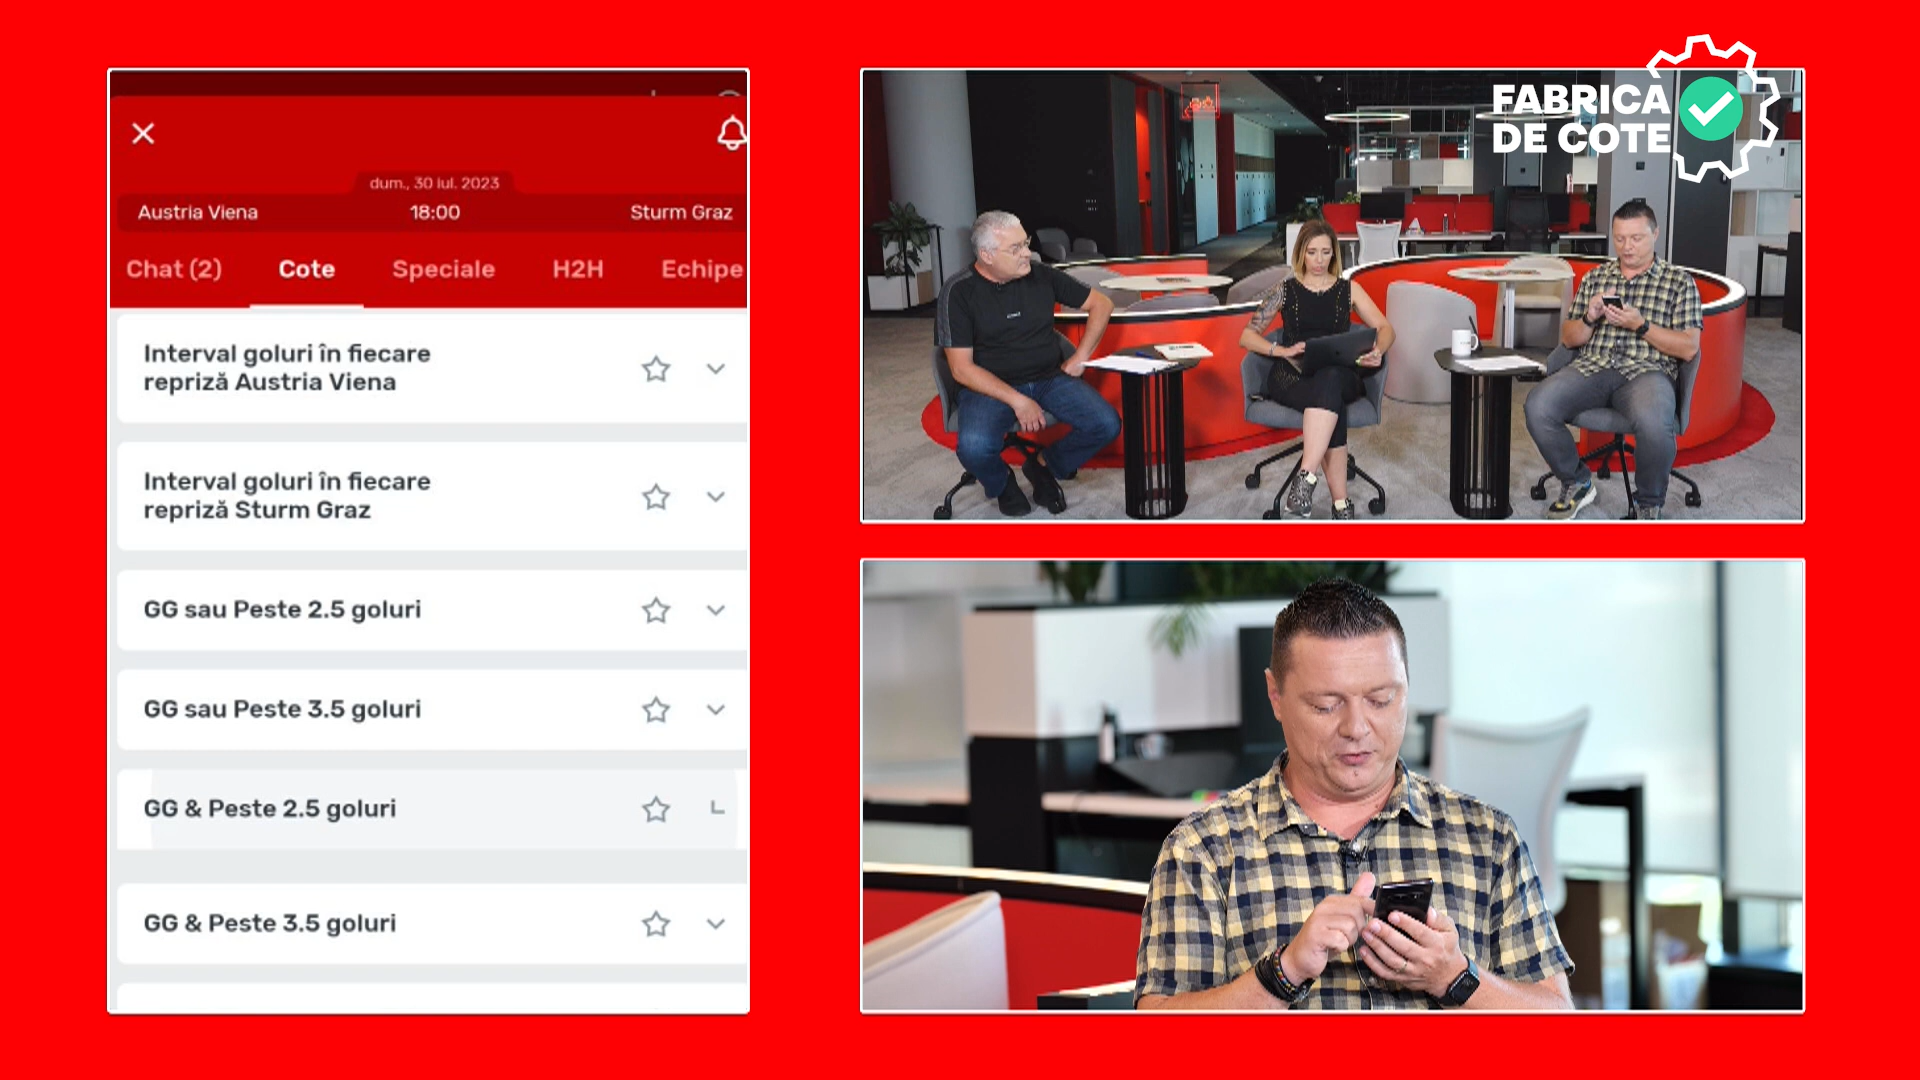 dum., 30 iul. 2023
Austria Viena 18:00 Sturm Graz
Chat (2) Cote Speciale H2H Echipe
Interval goluri în fiecare
repriză Austria Viena
Interval goluri în fiecare
repriză Sturm Graz
GG sau Peste 2.5 goluri
GG sau Peste 3.5 goluri
GG & Peste 2.5 goluri
GG & Peste 3.5 goluri
FABRICA
DE COTE